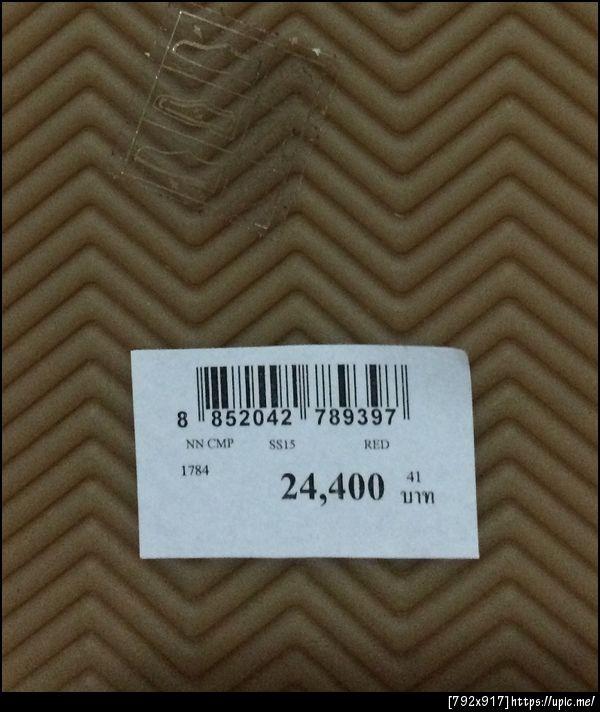 8 852042 789397
NN CMP SS15 RED
1784 24,400 41
บาท
[792x917]https://upic.me/